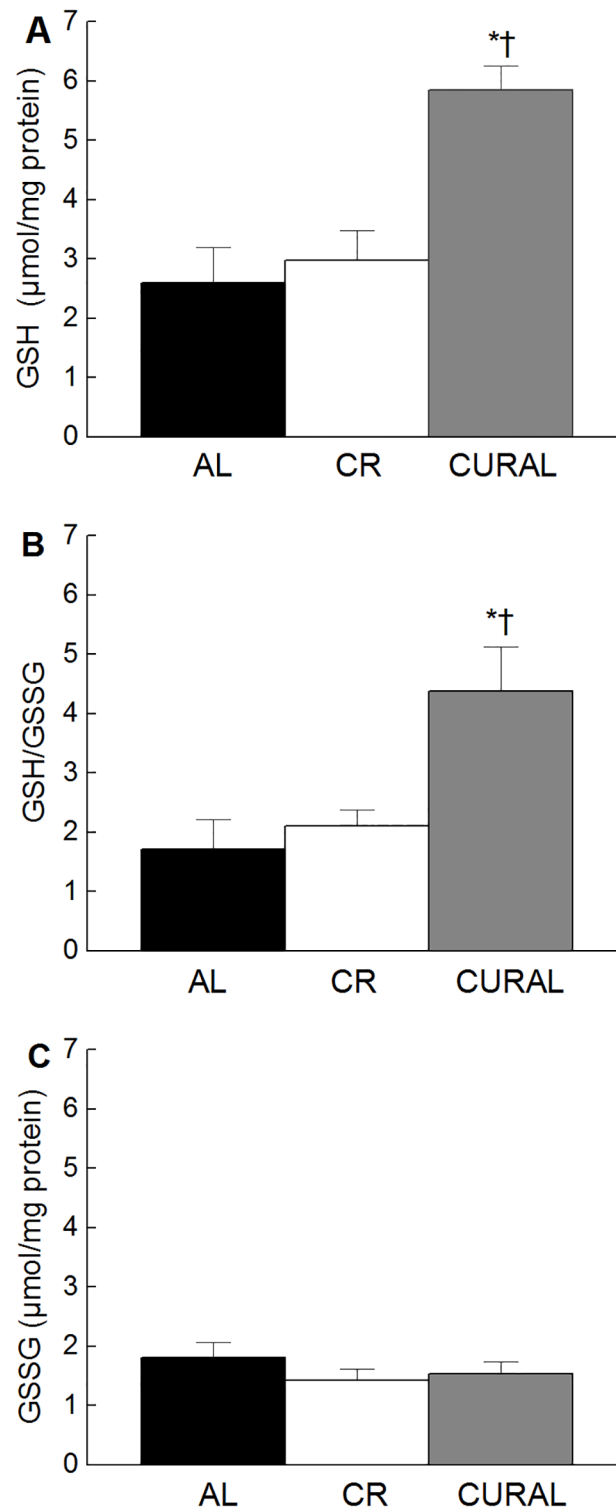 A
GSH (µmol/mg protein)
7
6
5
4
3
2
1
0
*†
AL CR CURAL
B
GSH/GSSG
7
6
5
4
3
2
1
0
*†
AL CR CURAL
C
GSSG (µmol/mg protein)
7
6
5
4
3
2
1
0
AL CR CURAL